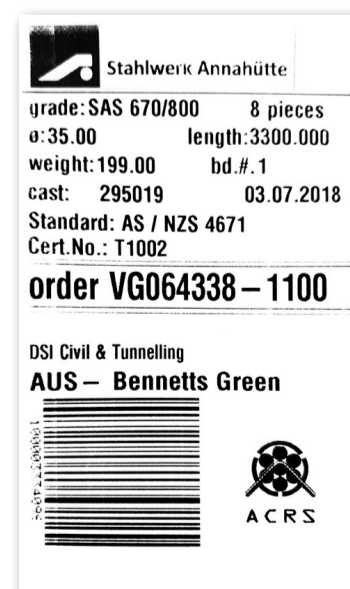 Stahlwerk Annahütte
grade: SAS 670/800 8 pieces
ø: 35.00 length: 3300.000
weight: 199.00 bd.#. 1
cast: 295019 03.07.2018
Standard: AS / NZS 4671
Cert.No.: T1002
order VG064338 – 1100
DSI Civil & Tunnelling
AUS – Bennetts Green
ACRS